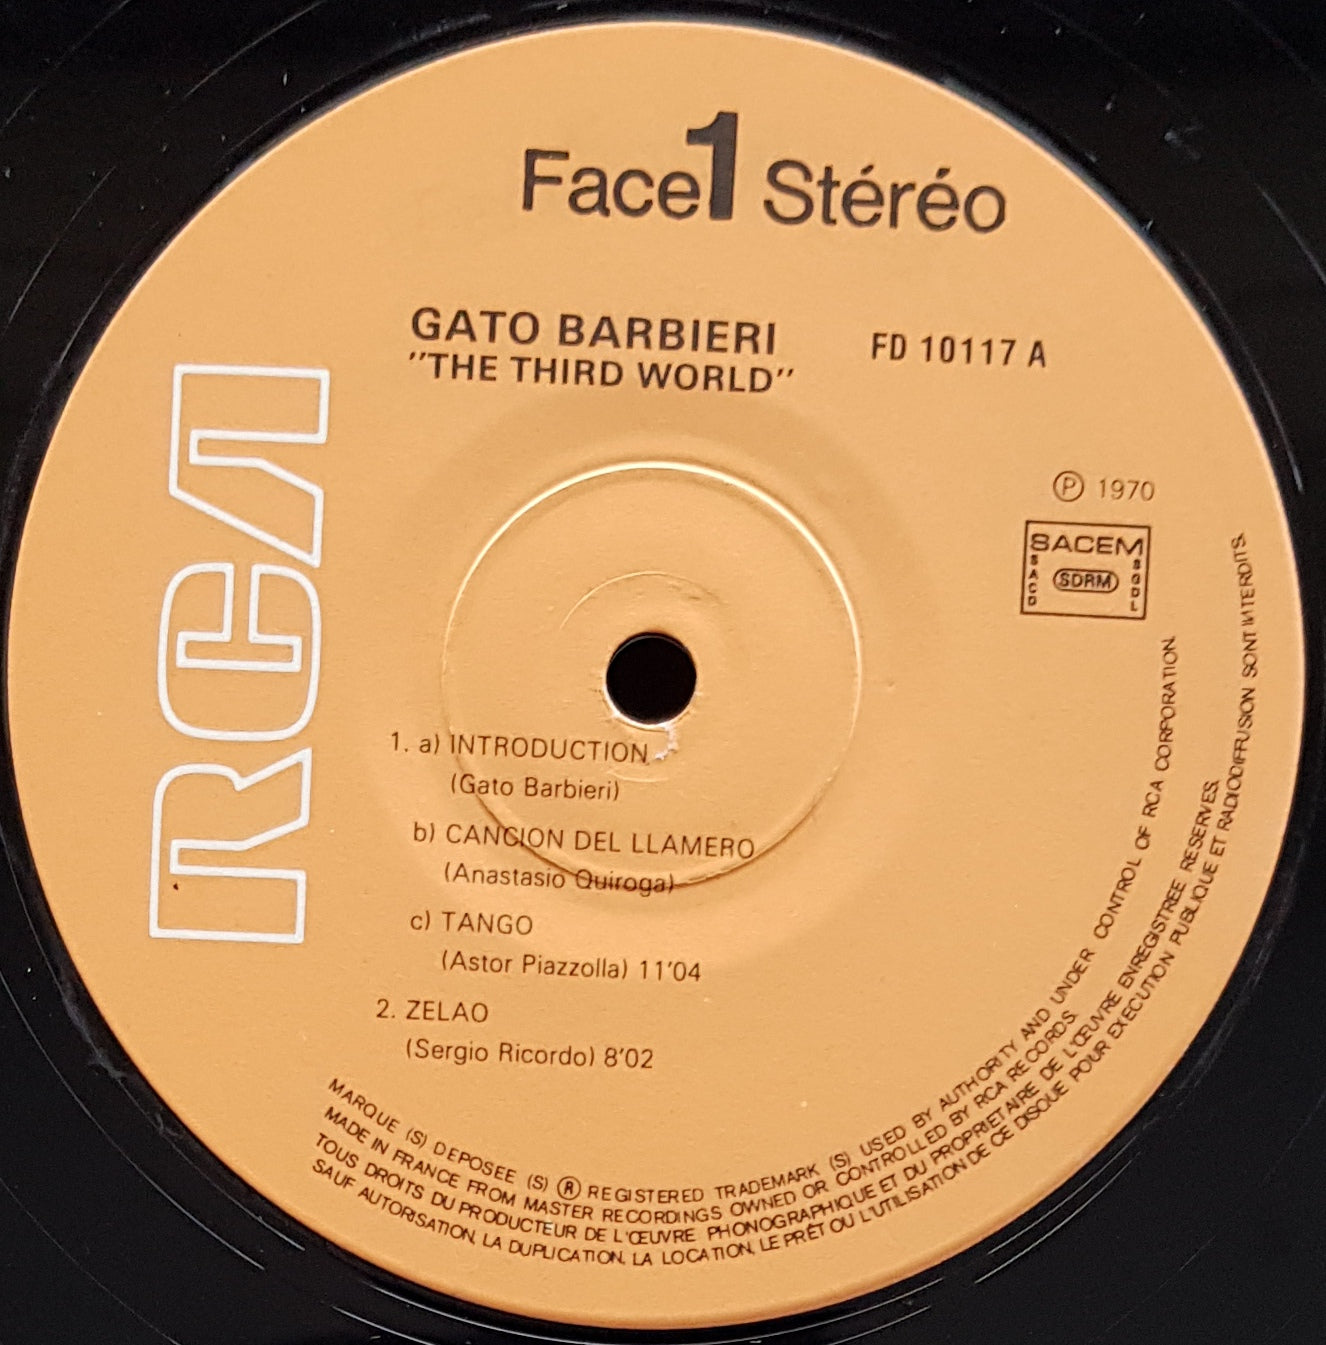 Face 1 Stéréo
GATO BARBIERI
"THE THIRD WORLD"
FD 10117 A
RCA
Ⓟ 1970
SACEM
SACD
SDRM
SGDL
1. a) INTRODUCTION
(Gato Barbieri)
b) CANCION DEL LLAMERO
(Anastasio Quiroga)
c) TANGO
(Astor Piazzolla) 11'04
2. ZELAO
(Sergio Ricordo) 8'02
MARQUE (S) DEPOSEE (S) ® REGISTERED TRADEMARK (S) USED BY AUTHORITY AND UNDER CONTROL OF RCA CORPORATION.
MADE IN FRANCE FROM MASTER RECORDINGS OWNED OR CONTROLLED BY RCA RECORDS.
TOUS DROITS DU PRODUCTEUR DE L'ŒUVRE PHONOGRAPHIQUE ET DU PROPRIETAIRE DE L'ŒUVRE ENREGISTREE RESERVES.
SAUF AUTORISATION, LA DUPLICATION, LA LOCATION, LE PRÊT OU L'UTILISATION DE CE DISQUE POUR EXECUTION PUBLIQUE ET RADIODIFFUSION SONT INTERDITS.